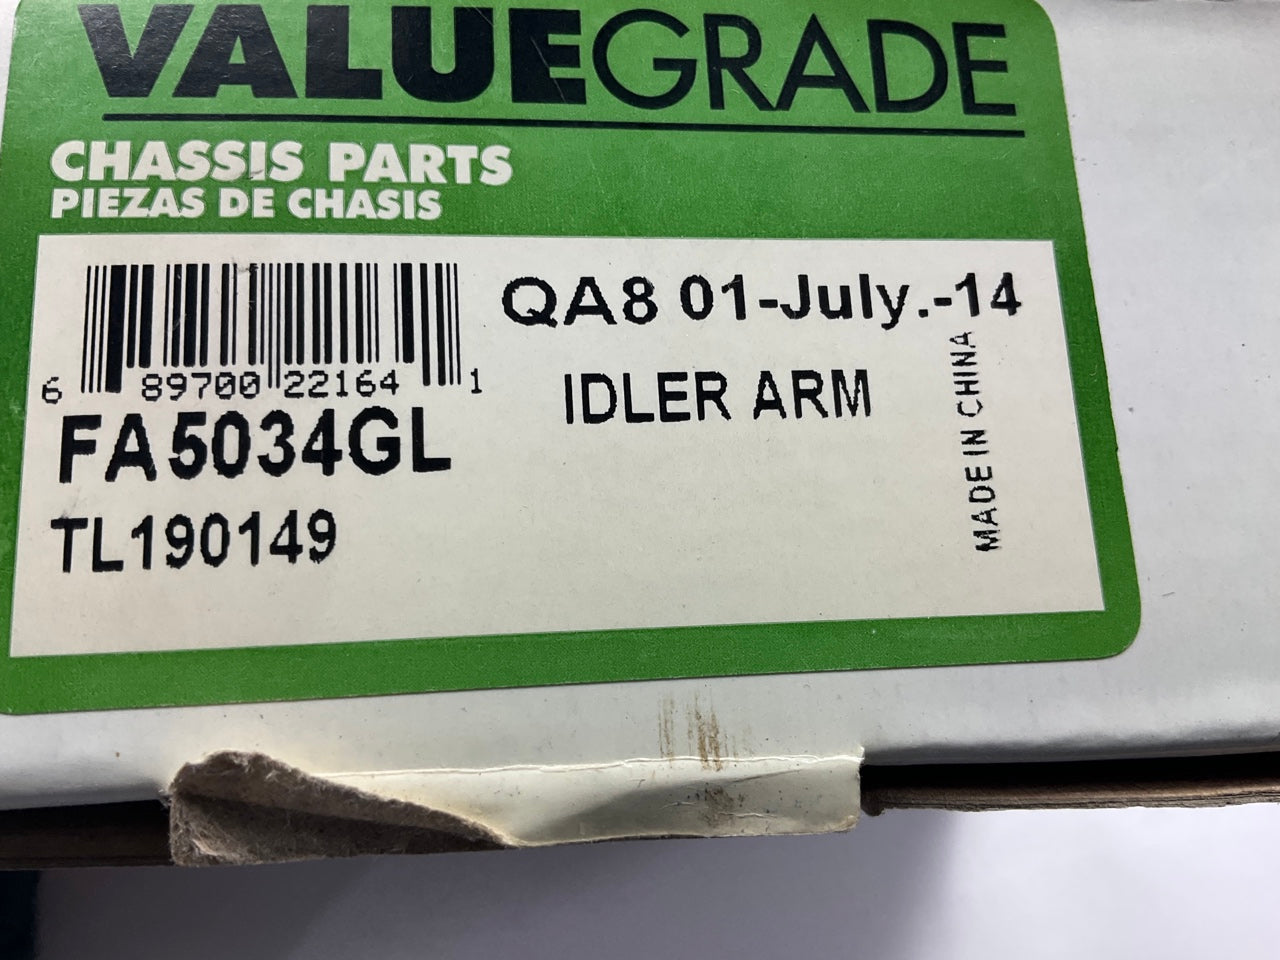 VALUEGRADE
CHASSIS PARTS
PIEZAS DE CHASIS
QA8 01-July.-14
6 89700 22164 1
IDLER ARM
FA5034GL
TL190149
MADE IN CHINA